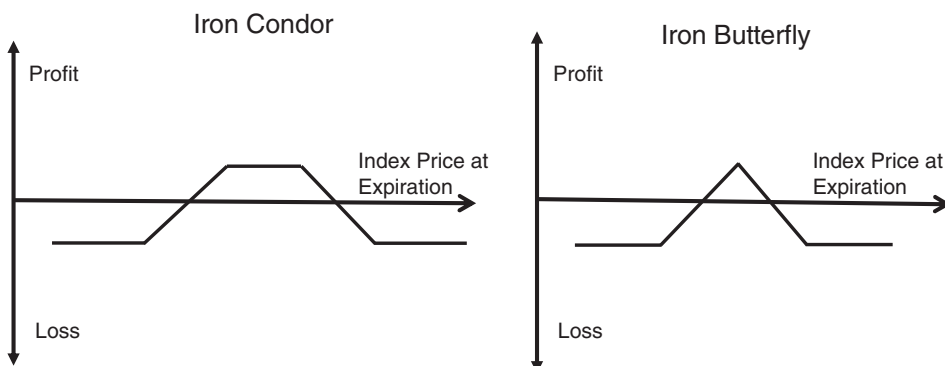 Iron Condor
Profit
Index Price at
Expiration
Loss
Iron Butterfly
Profit
Index Price at
Expiration
Loss